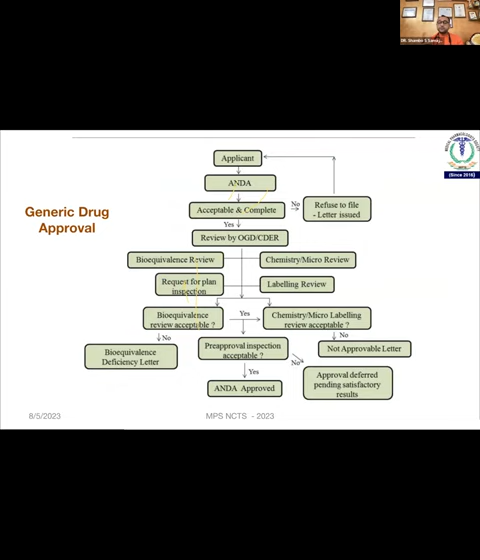 Generic Drug
Approval
Applicant
ANDA
Acceptable & Complete
No
Refuse to file
- Letter issued
Yes
Review by OGD/CDER
Bioequivalence Review
Chemistry/Micro Review
Request for plan
inspection
Labelling Review
Bioequivalence
review acceptable ?
Yes
Chemistry/Micro Labelling
review acceptable ?
No
Bioequivalence
Deficiency Letter
Preapproval inspection
acceptable ?
No
Not Approvable Letter
No
Approval deferred
pending satisfactory
results
Yes
ANDA Approved
8/5/2023
MPS NCTS - 2023
(Since 2016)